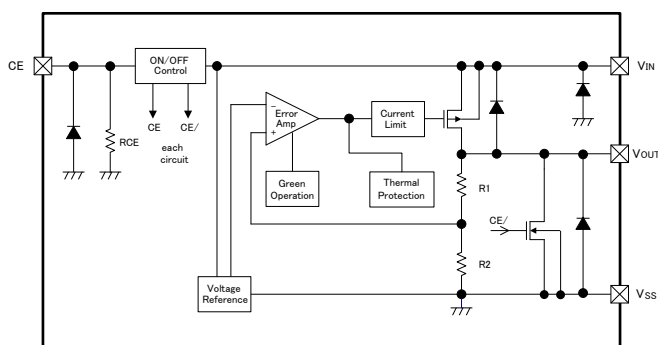 CE
ON/OFF
Control
VIN
CE
CE/
each
circuit
RCE
−
Error
Amp
+
Current
Limit
Green
Operation
Thermal
Protection
VOUT
R1
CE/
R2
Voltage
Reference
VSS